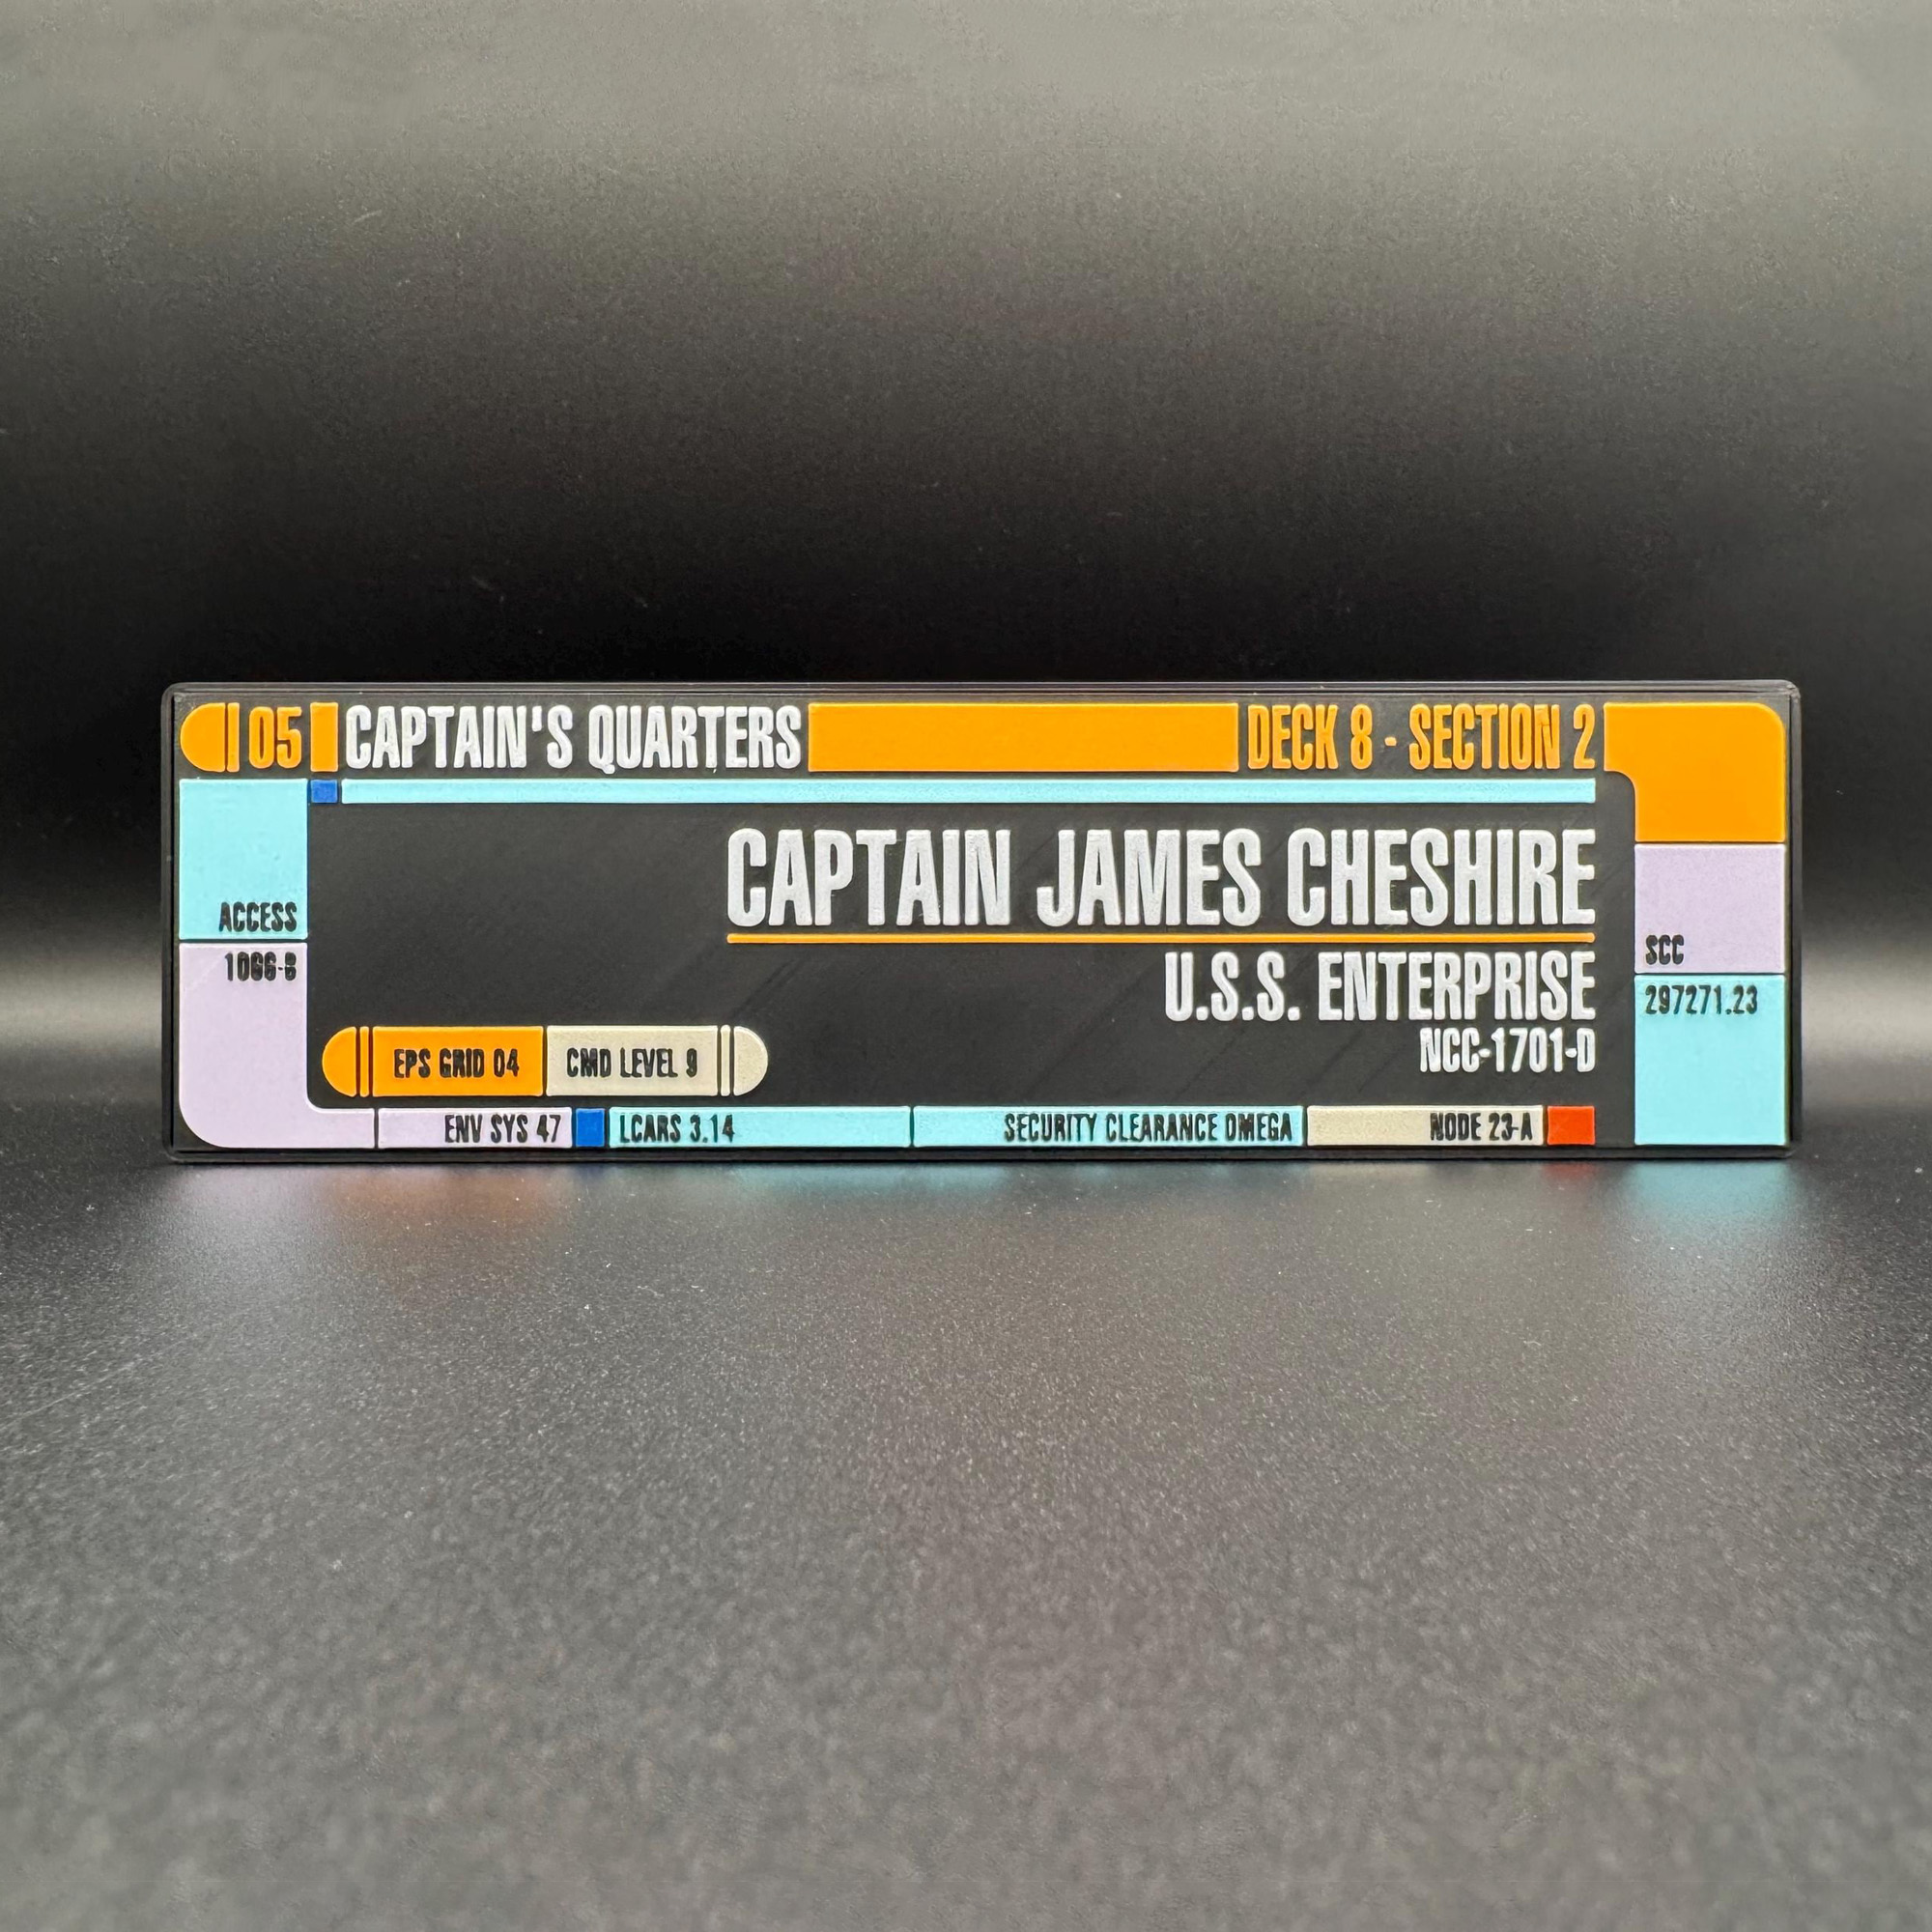 05 CAPTAIN'S QUARTERS DECK 8 - SECTION 2
CAPTAIN JAMES CHESHIRE
ACCESS
SCC
U.S.S. ENTERPRISE
297271.23
NCC-1701-D
EPS GRID 04 CMD LEVEL 9
ENV SYS 47 LCARS 3.14 SECURITY CLEARANCE OMEGA NODE 23-A